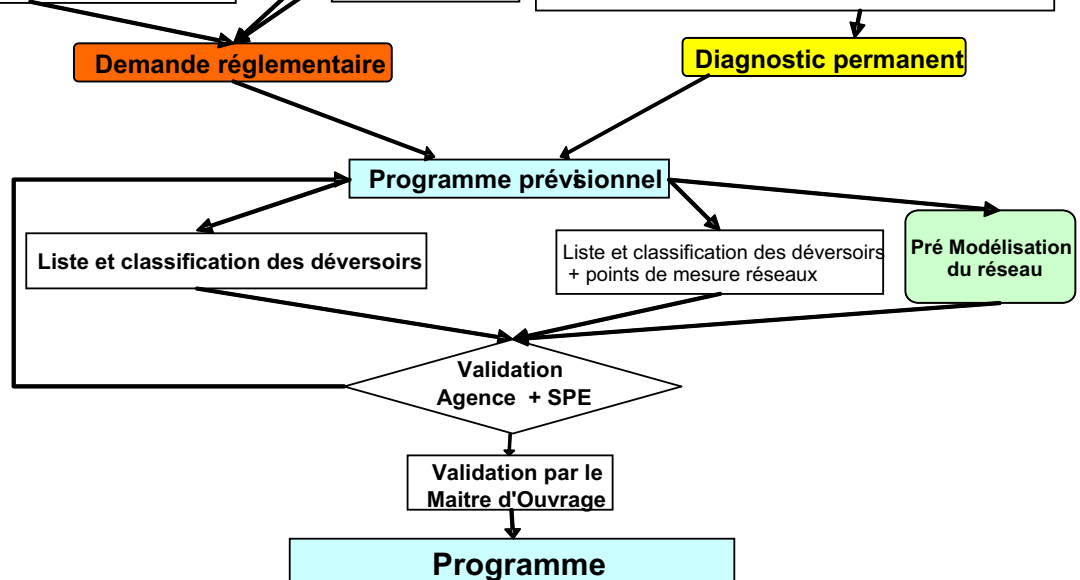 Demande réglementaire
Diagnostic permanent
Programme prévisionnel
Liste et classification des déversoirs
Liste et classification des déversoirs
+ points de mesure réseaux
Pré Modélisation
du réseau
Validation
Agence + SPE
Validation par le
Maitre d'Ouvrage
Programme